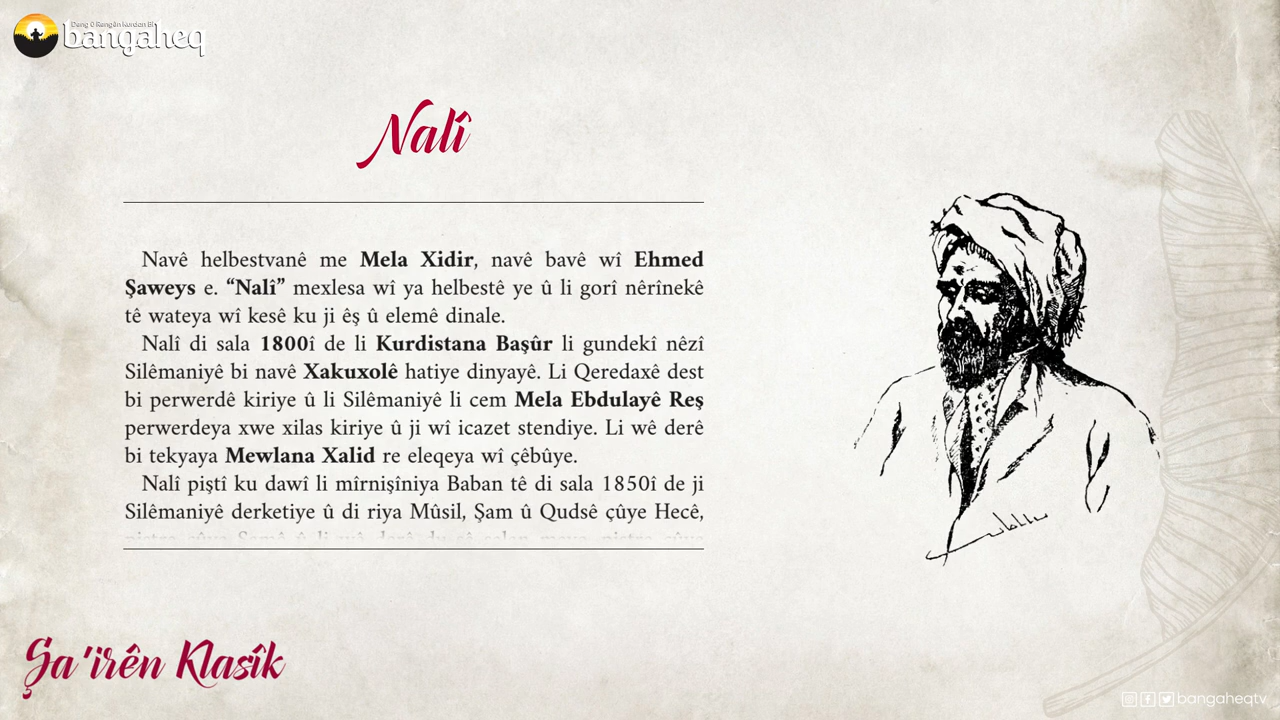 Deng û Rengên Kurdan Bi
bangaheq
Nalî
Navê helbestvanê me Mela Xidir, navê bavê wî Ehmed
Şaweys e. “Nalî” mexlesa wî ya helbestê ye û li gorî nêrînekê
tê wateya wî kesê ku ji êş û elemê dinale.
Nalî di sala 1800î de li Kurdistana Başûr li gundekî nêzî
Silêmaniyê bi navê Xakuxolê hatiye dinyayê. Li Qeredaxê dest
bi perwerdê kiriye û li Silêmaniyê li cem Mela Ebdulayê Reş
perwerdeya xwe xilas kiriye û ji wî icazet stendiye. Li wê derê
bi tekyaya Mewlana Xalid re eleqeya wî çêbûye.
Nalî piştî ku dawî li mîrnişîniya Baban tê di sala 1850î de ji
Silêmaniyê derketiye û di riya Mûsil, Şam û Qudsê çûye Hecê,
Şa'irên Klasîk
bangaheqtv